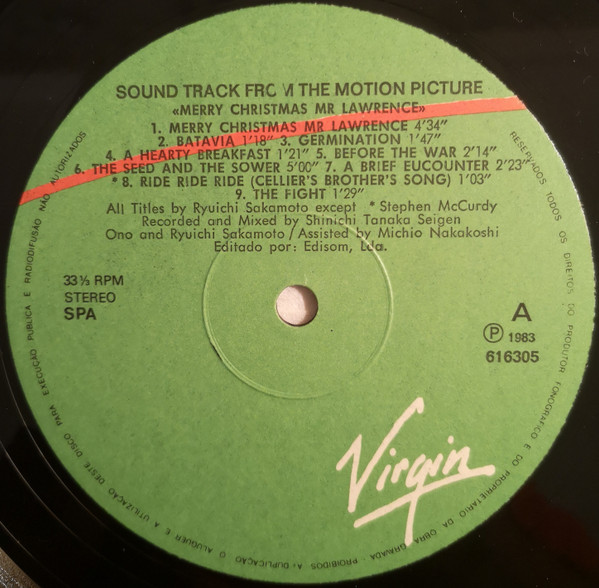 SOUND TRACK FROM THE MOTION PICTURE
«MERRY CHRISTMAS MR LAWRENCE»
1. MERRY CHRISTMAS MR LAWRENCE 4'34"
2. BATAVIA 1'18" 3. GERMINATION 1'47"
4. A HEARTY BREAKFAST 1'21" 5. BEFORE THE WAR 2'14"
6. THE SEED AND THE SOWER 5'00" 7. A BRIEF EUCOUNTER 2'23"
* 8. RIDE RIDE RIDE (CELLIER'S BROTHER'S SONG) 1'03"
9. THE FIGHT 1'29"
All Titles by Ryuichi Sakamoto except * Stephen McCurdy
Recorded and Mixed by Shinichi Tanaka Seigen
Ono and Ryuichi Sakamoto/Assisted by Michio Nakakoshi
Editado por: Edisom, Lda.
33⅓ RPM
STEREO
SPA
A
Ⓟ 1983
616305
Virgin
RESERVADOS TODOS OS DIREITOS DO PRODUTOR FONOGRÁFICO E DO PROPRIETÁRIO DA OBRA GRAVADA - PROIBIDOS A: DUPLICAÇÃO O ALUGUER E A UTILIZAÇÃO DESTE DISCO PARA EXECUÇÃO PUBLICA E RADIODIFUSÃO NÃO AUTORIZADOS